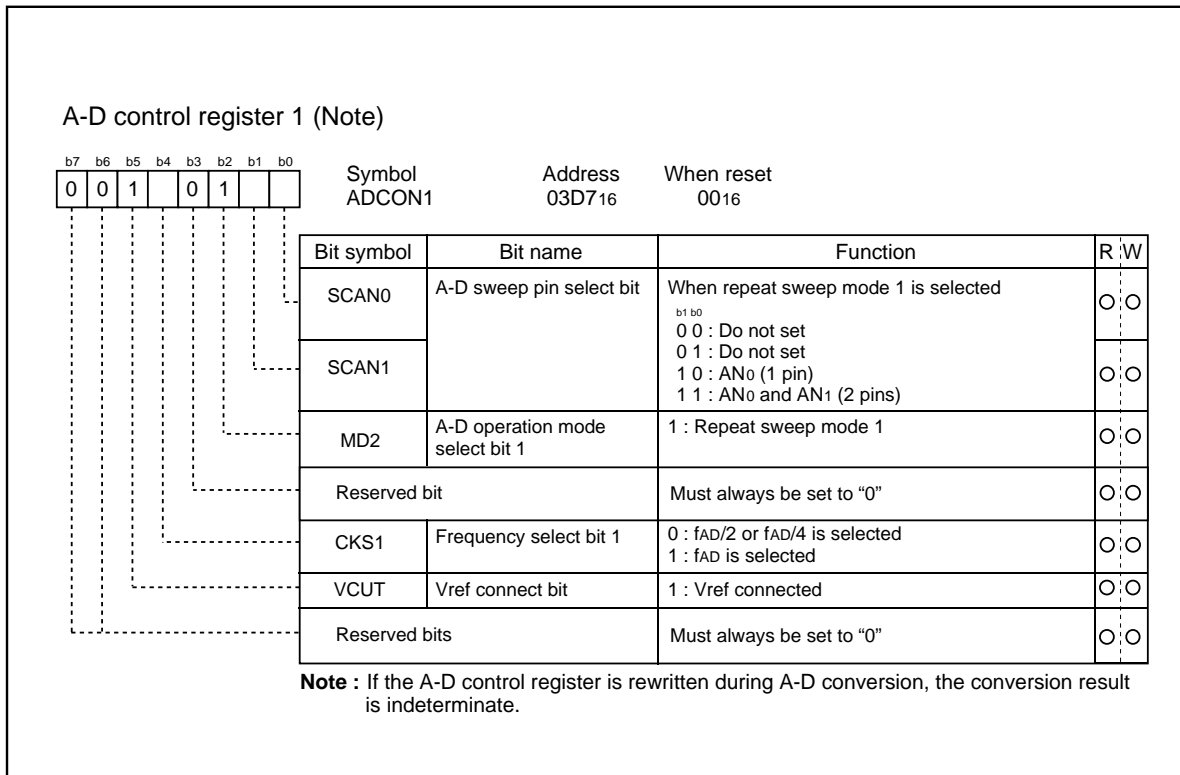 A-D control register 1 (Note)
b7 b6 b5 b4 b3 b2 b1 b0
0 0 1 0 1
Symbol Address When reset
ADCON1 03D716 0016
Bit symbol Bit name Function R W
SCAN0 A-D sweep pin select bit When repeat sweep mode 1 is selected
b1 b0
0 0 : Do not set
0 1 : Do not set
SCAN1
1 0 : AN0 (1 pin)
1 1 : AN0 and AN1 (2 pins)
MD2 A-D operation mode select bit 1 1 : Repeat sweep mode 1
Reserved bit Must always be set to “0”
CKS1 Frequency select bit 1 0 : fAD/2 or fAD/4 is selected
1 : fAD is selected
VCUT Vref connect bit 1 : Vref connected
Reserved bits Must always be set to “0”
Note : If the A-D control register is rewritten during A-D conversion, the conversion result
is indeterminate.